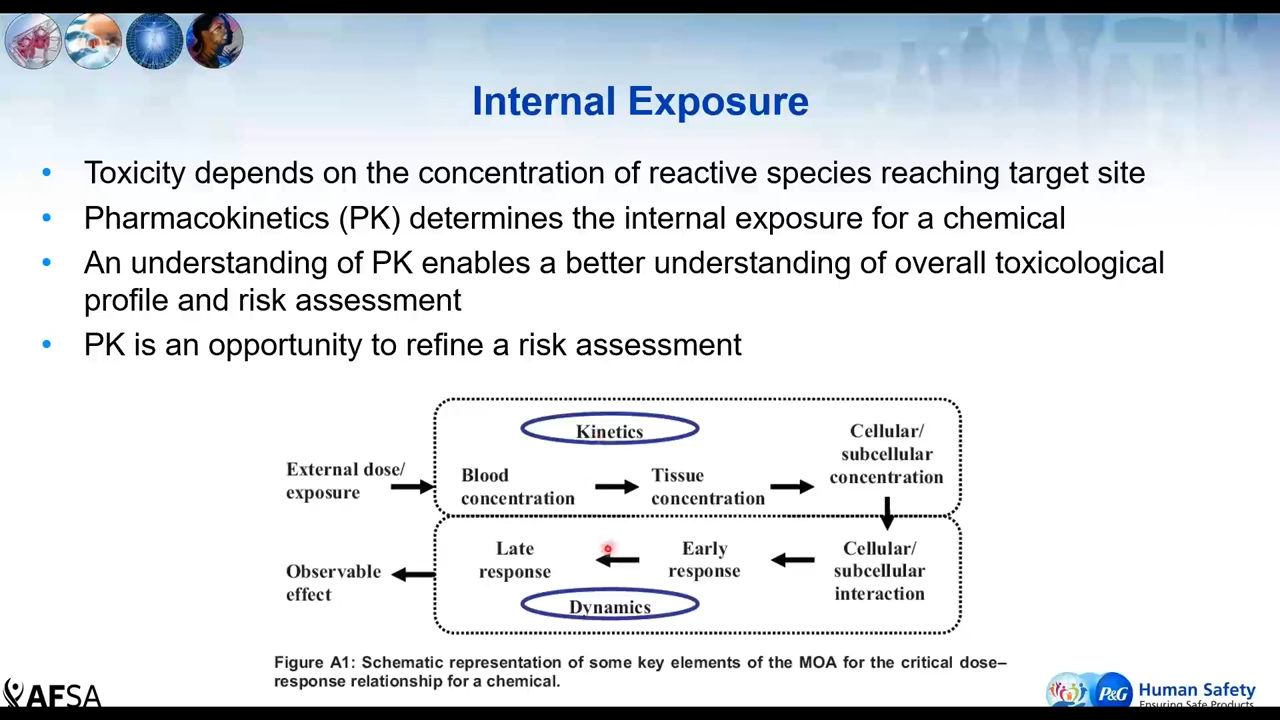 Internal Exposure
• Toxicity depends on the concentration of reactive species reaching target site
• Pharmacokinetics (PK) determines the internal exposure for a chemical
• An understanding of PK enables a better understanding of overall toxicological
profile and risk assessment
• PK is an opportunity to refine a risk assessment
Kinetics
External dose/
exposure
Blood
concentration
Tissue
concentration
Cellular/
subcellular
concentration
Cellular/
subcellular
interaction
Early
response
Late
response
Dynamics
Observable
effect
Figure A1: Schematic representation of some key elements of the MOA for the critical dose–
response relationship for a chemical.
AFSA
P&G
Human Safety
Ensuring Safe Products